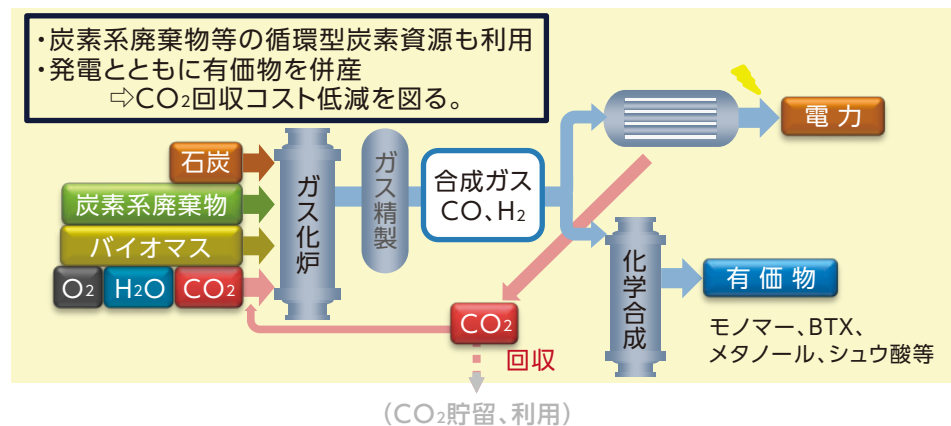 ・炭素系廃棄物等の循環型炭素資源も利用
・発電とともに有価物を併産
⇨CO₂回収コスト低減を図る。
石炭
炭素系廃棄物
バイオマス
O₂ H₂O CO₂
ガス化炉
ガス精製
合成ガス
CO、H₂
電力
化学合成
有価物
モノマー、BTX、
メタノール、シュウ酸等
CO₂
回収
(CO₂貯留、利用)